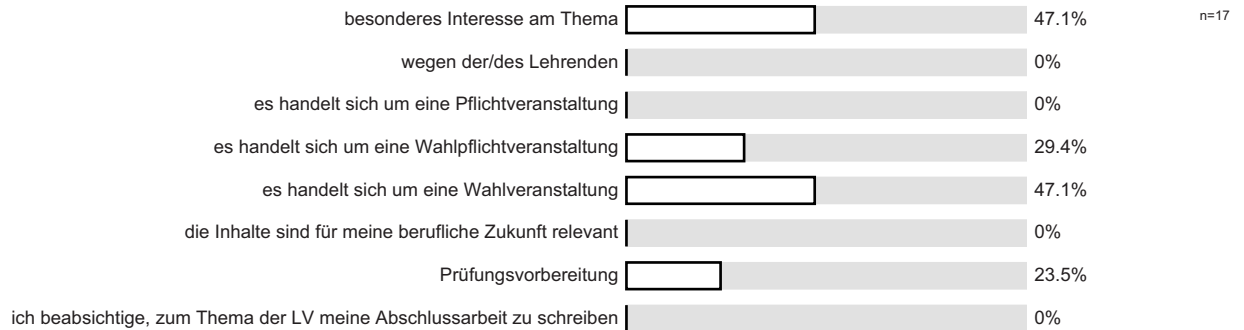 besonderes Interesse am Thema 47.1% n=17
wegen der/des Lehrenden 0%
es handelt sich um eine Pflichtveranstaltung 0%
es handelt sich um eine Wahlpflichtveranstaltung 29.4%
es handelt sich um eine Wahlveranstaltung 47.1%
die Inhalte sind für meine berufliche Zukunft relevant 0%
Prüfungsvorbereitung 23.5%
ich beabsichtige, zum Thema der LV meine Abschlussarbeit zu schreiben 0%